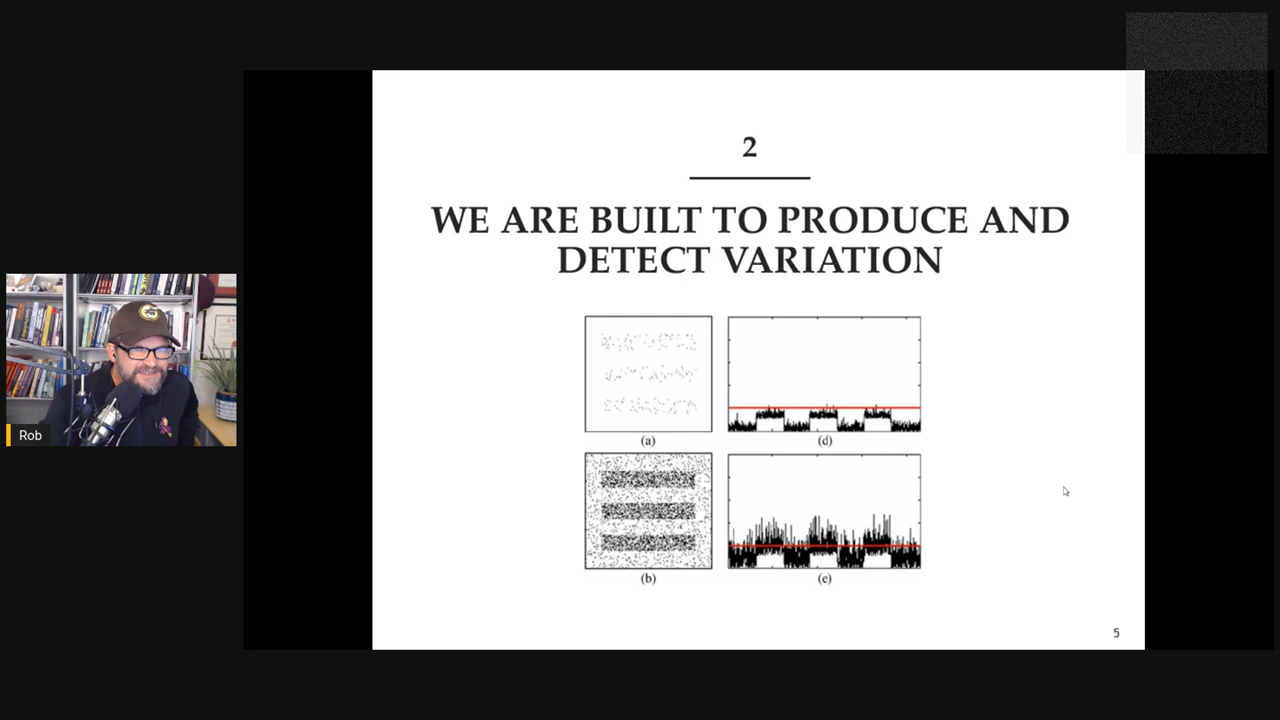 2
WE ARE BUILT TO PRODUCE AND
DETECT VARIATION
(a)
(d)
(b)
(e)
5
Rob